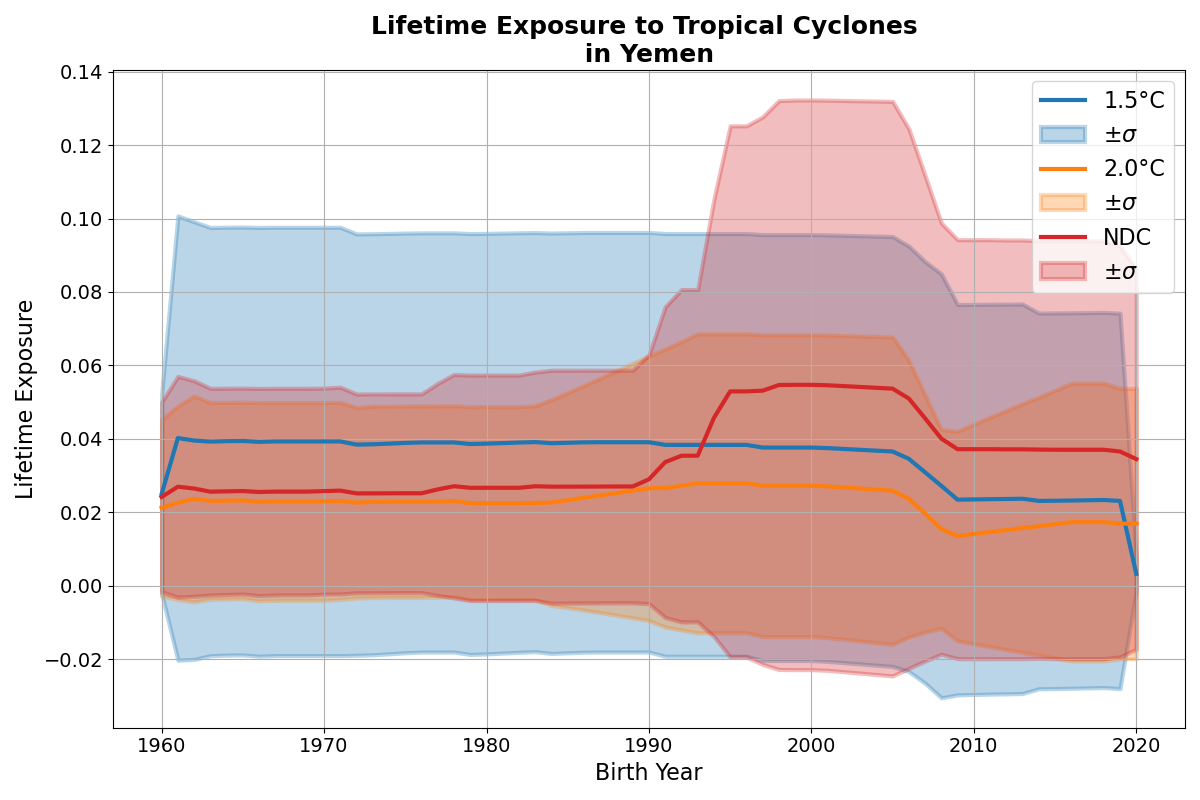 Lifetime Exposure to Tropical Cyclones
in Yemen
0.14
0.12
0.10
0.08
0.06
0.04
0.02
0.00
−0.02
Lifetime Exposure
1.5°C
±σ
2.0°C
±σ
NDC
±σ
1960 1970 1980 1990 2000 2010 2020
Birth Year